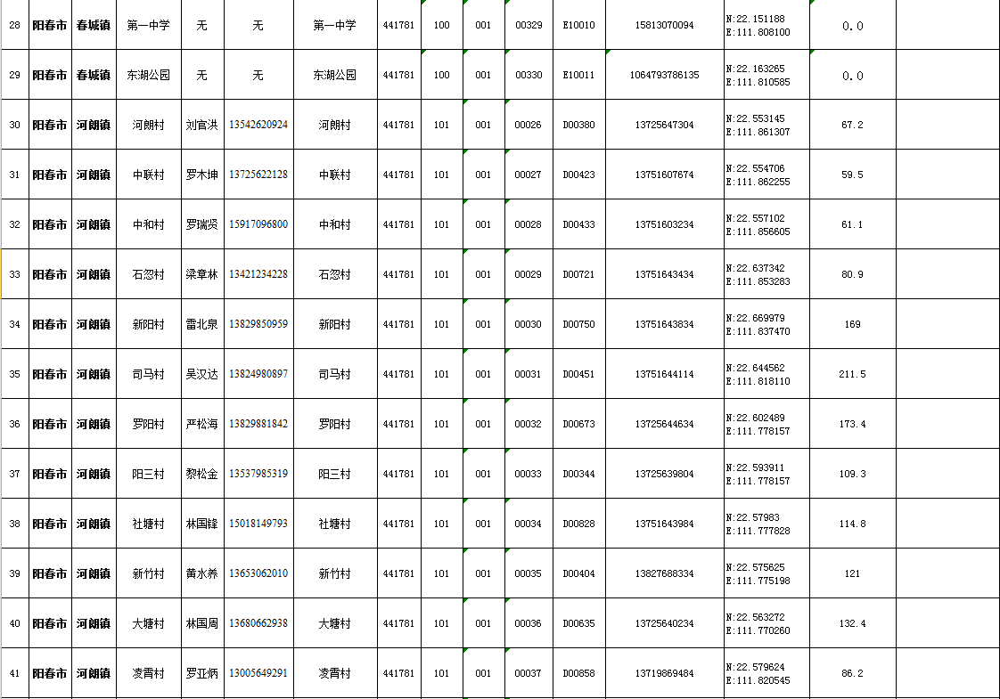 28 阳春市 春城镇 第一中学 无 无 第一中学 441781 100 001 00329 E10010 15813070094 N:22.151188 E:111.808100 0.0
29 阳春市 春城镇 东湖公园 无 无 东湖公园 441781 100 001 00330 E10011 1064793786135 N:22.163265 E:111.810585 0.0
30 阳春市 河朗镇 河朗村 刘官洪 13542620924 河朗村 441781 101 001 00026 D00380 13725647304 N:22.553145 E:111.861307 67.2
31 阳春市 河朗镇 中联村 罗木坤 13725622128 中联村 441781 101 001 00027 D00423 13751607674 N:22.554706 E:111.862255 59.5
32 阳春市 河朗镇 中和村 罗瑞贤 15917096800 中和村 441781 101 001 00028 D00433 13751603234 N:22.557102 E:111.856605 61.1
33 阳春市 河朗镇 石忽村 梁章林 13421234228 石忽村 441781 101 001 00029 D00721 13751643434 N:22.637342 E:111.853283 80.9
34 阳春市 河朗镇 新阳村 雷北泉 13829850959 新阳村 441781 101 001 00030 D00750 13751643834 N:22.669979 E:111.837470 169
35 阳春市 河朗镇 司马村 吴汉达 13824980897 司马村 441781 101 001 00031 D00451 13751644114 N:22.644562 E:111.818110 211.5
36 阳春市 河朗镇 罗阳村 严松海 13829881842 罗阳村 441781 101 001 00032 D00673 13725644634 N:22.602489 E:111.778157 173.4
37 阳春市 河朗镇 阳三村 黎松金 13537985319 阳三村 441781 101 001 00033 D00344 13725639804 N:22.593911 E:111.778157 109.3
38 阳春市 河朗镇 社塘村 林国锋 15018149793 社塘村 441781 101 001 00034 D00828 13751643984 N:22.57983 E:111.777828 114.8
39 阳春市 河朗镇 新竹村 黄水养 13653062010 新竹村 441781 101 001 00035 D00404 13827688334 N:22.575625 E:111.775198 121
40 阳春市 河朗镇 大塘村 林国周 13680662938 大塘村 441781 101 001 00036 D00635 13725640234 N:22.563272 E:111.770260 132.4
41 阳春市 河朗镇 凌霄村 罗亚炳 13005649291 凌霄村 441781 101 001 00037 D00858 13719869484 N:22.579624 E:111.820545 86.2